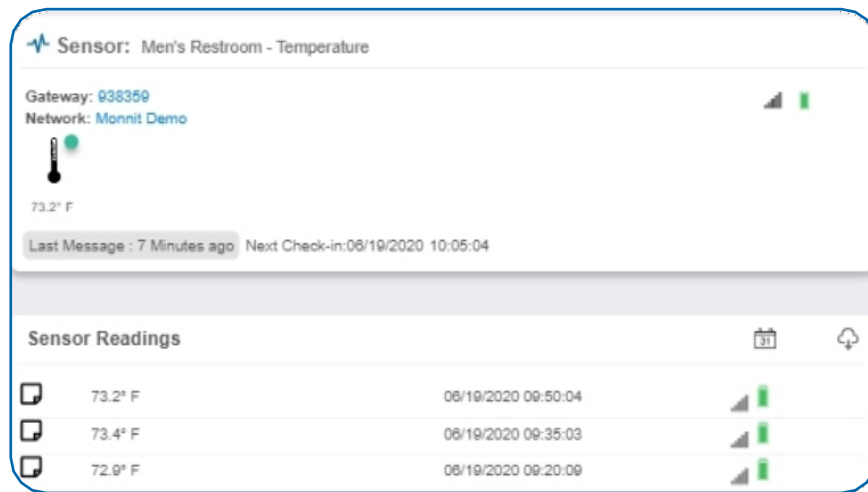 Sensor: Men's Restroom - Temperature
Gateway: 938359
Network: Monnit Demo
73.2° F
Last Message : 7 Minutes ago Next Check-in:06/19/2020 10:05:04
Sensor Readings
31
73.2° F 06/19/2020 09:50:04
73.4° F 06/19/2020 09:35:03
72.9° F 06/19/2020 09:20:09